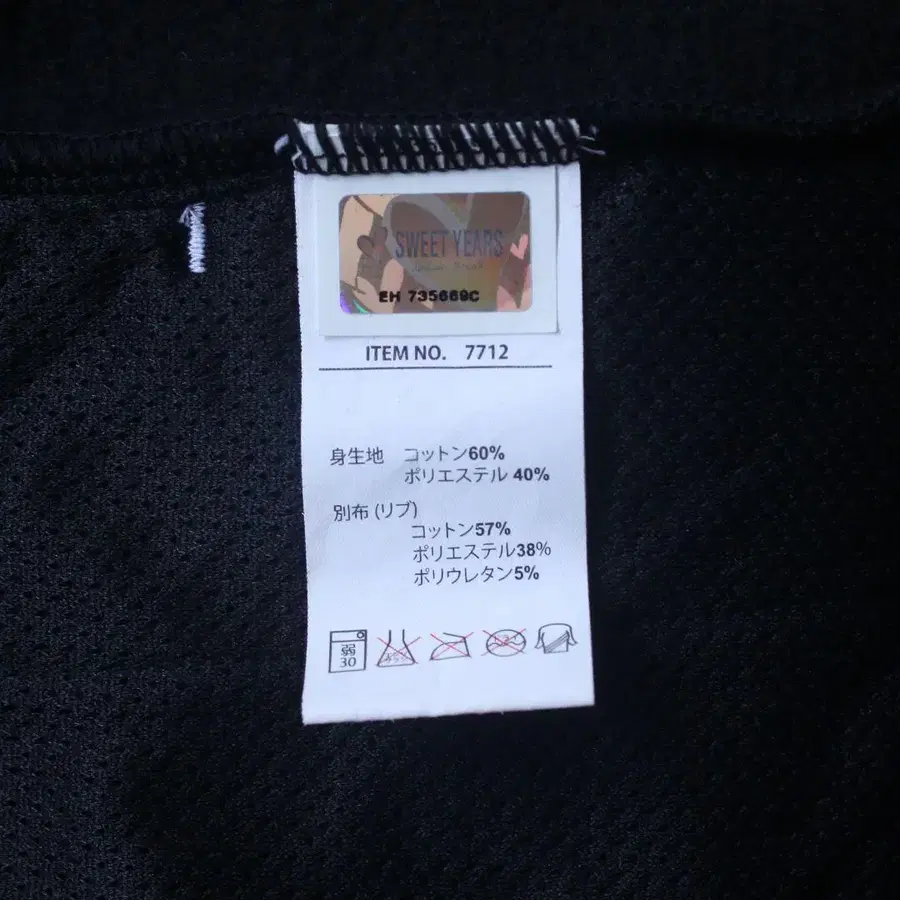 SWEET YEARS
EH 735669C
ITEM NO. 7712
身生地 コットン60%
ポリエステル 40%
別布 (リブ)
コットン57%
ポリエステル38%
ポリウレタン5%
弱
30